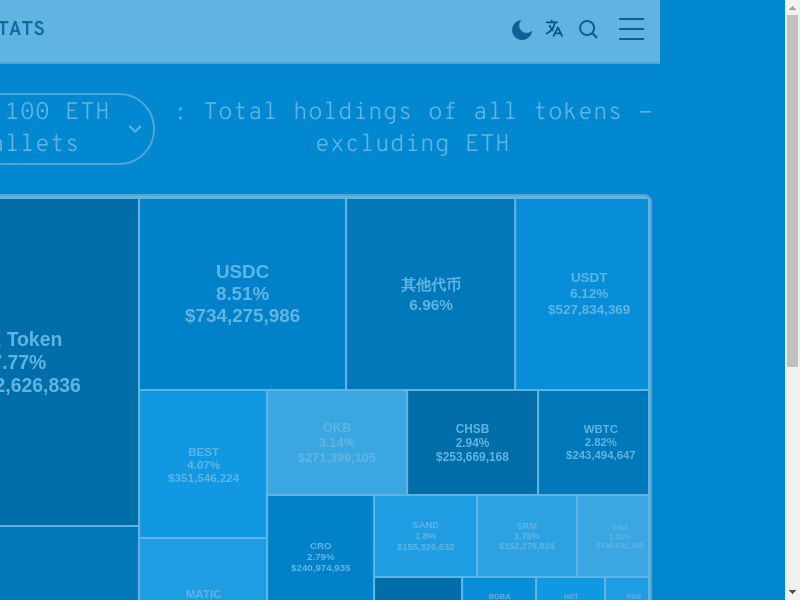 TATS
100 ETH
allets
: Total holdings of all tokens –
excluding ETH
Token
7.77%
2,626,836
USDC
8.51%
$734,275,986
其他代币
6.96%
USDT
6.12%
$527,834,369
BEST
4.07%
$351,546,224
OKB
3.14%
$271,399,105
CHSB
2.94%
$253,669,168
WBTC
2.82%
$243,494,647
CRO
2.79%
$240,974,935
SAND
1.8%
$155,326,632
SRM
1.76%
$152,276,824
ENJ
1.51%
MATIC
BOBA
HOT
PAN